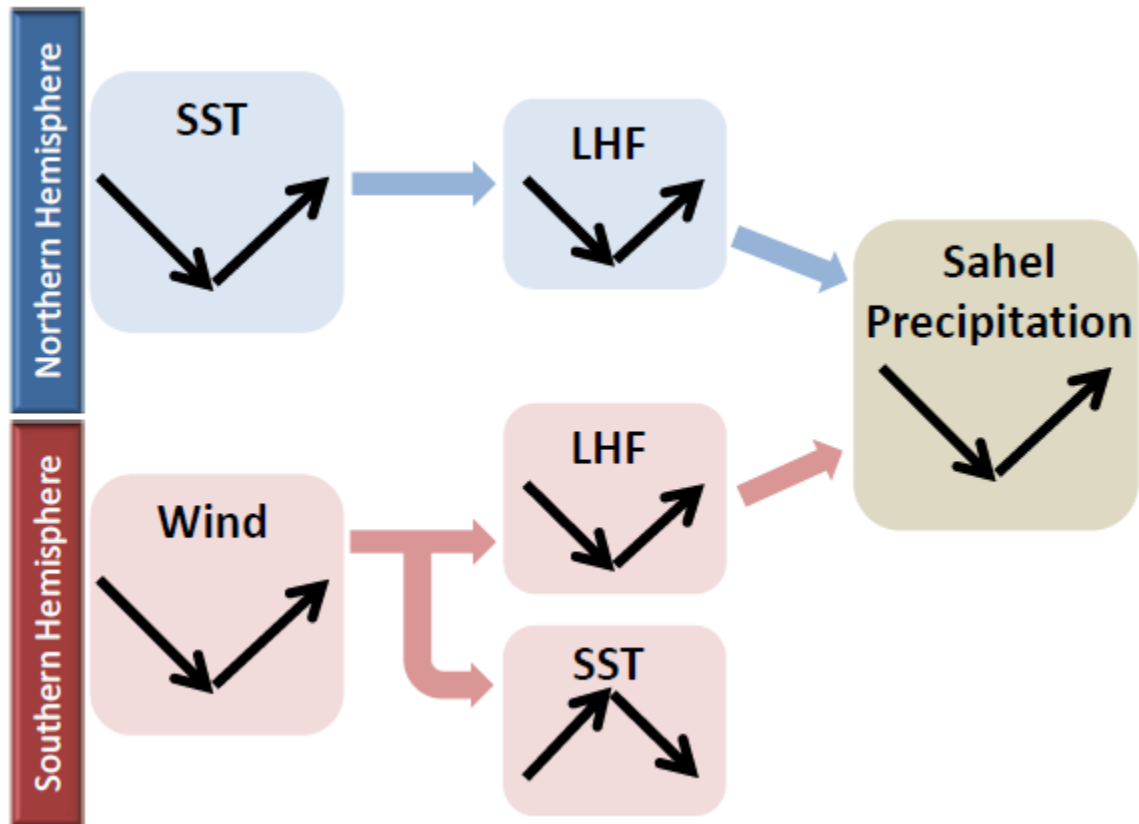 Northern Hemisphere
SST
LHF
Sahel
Precipitation
Southern Hemisphere
Wind
LHF
SST